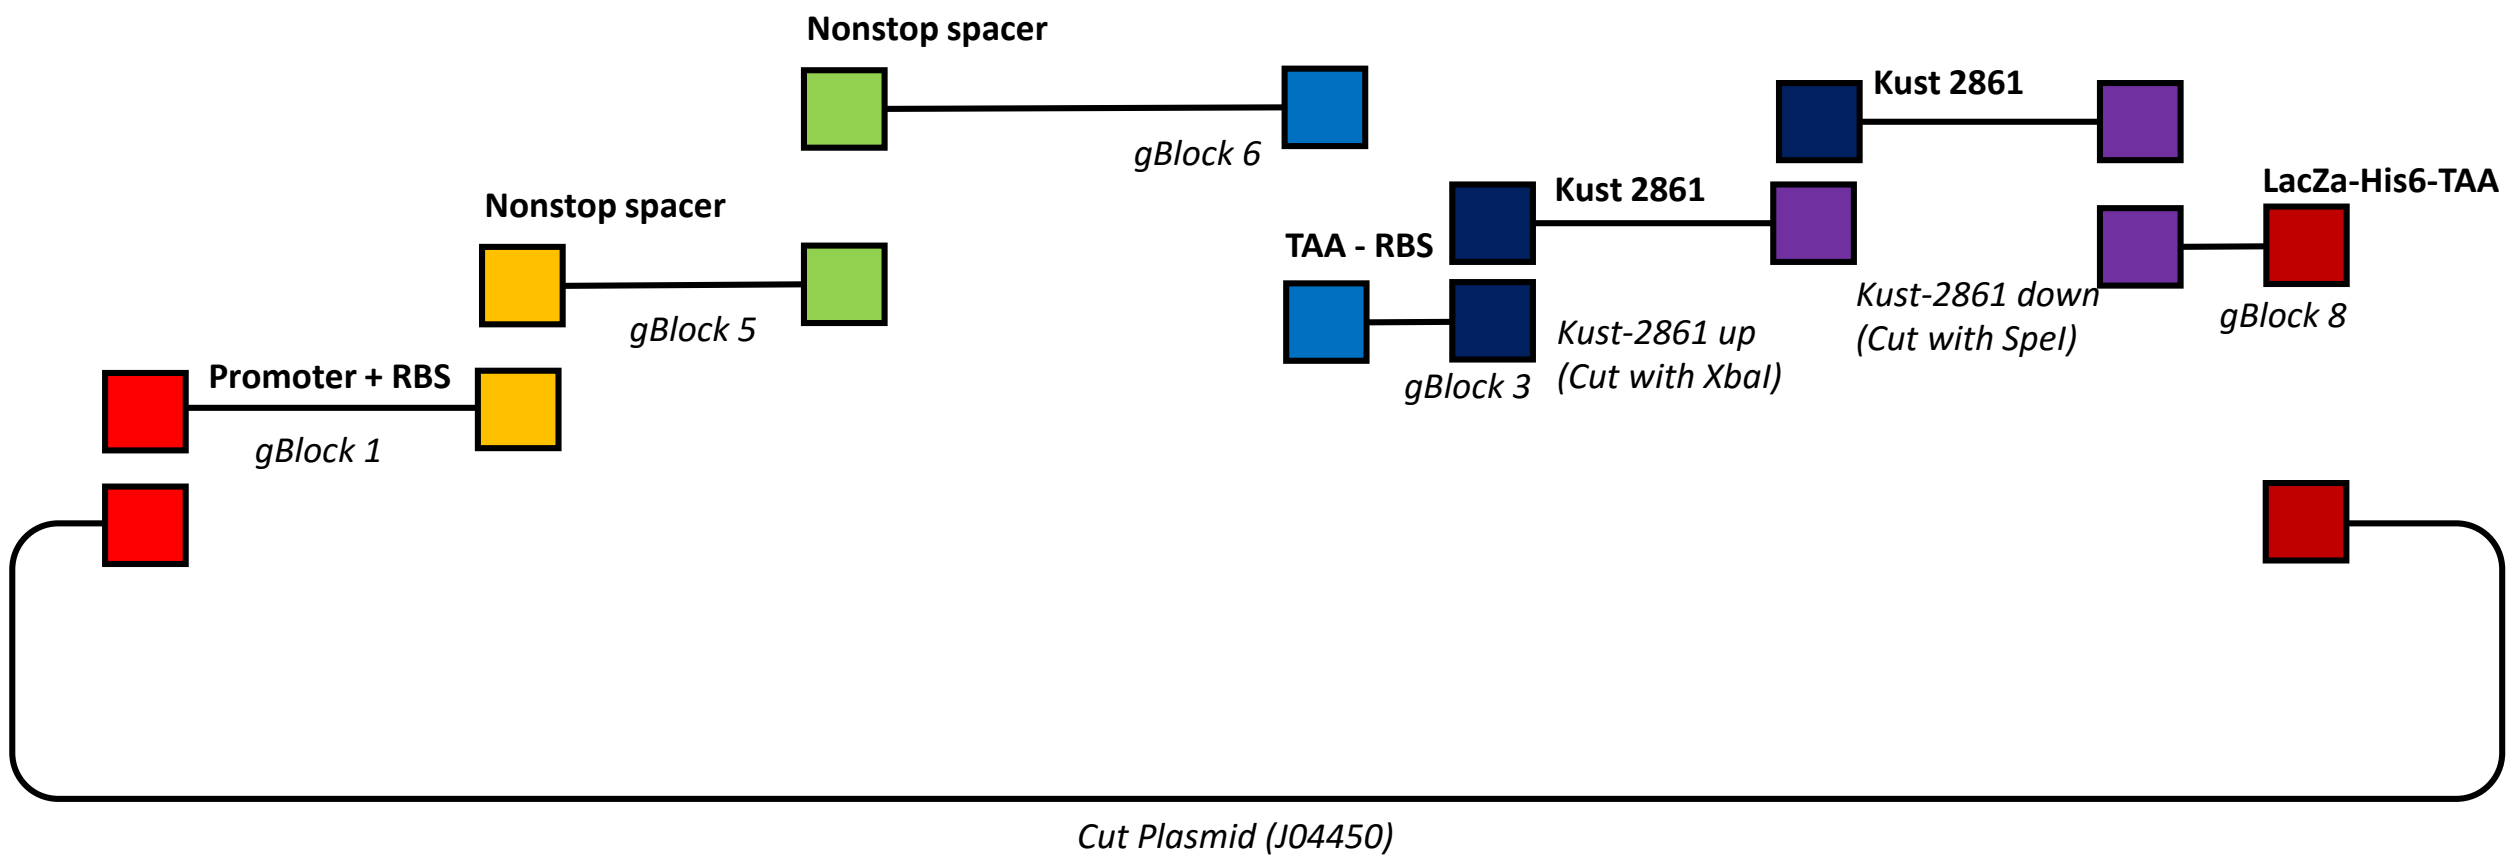 Nonstop spacer
gBlock 6
Kust 2861
Nonstop spacer
gBlock 5
Kust 2861
LacZa-His6-TAA
TAA - RBS
Kust-2861 down
(Cut with SpeI)
gBlock 8
Kust-2861 up
(Cut with XbaI)
gBlock 3
Promoter + RBS
gBlock 1
Cut Plasmid (J04450)